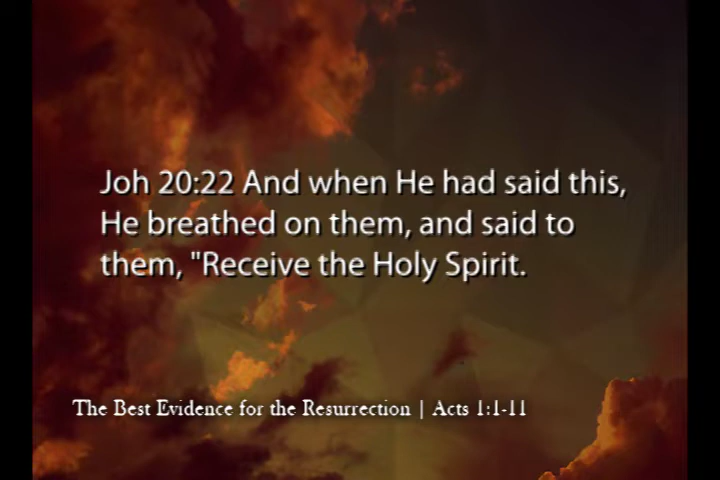 Joh 20:22 And when He had said this,
He breathed on them, and said to
them, "Receive the Holy Spirit.
The Best Evidence for the Resurrection | Acts 1:1-11